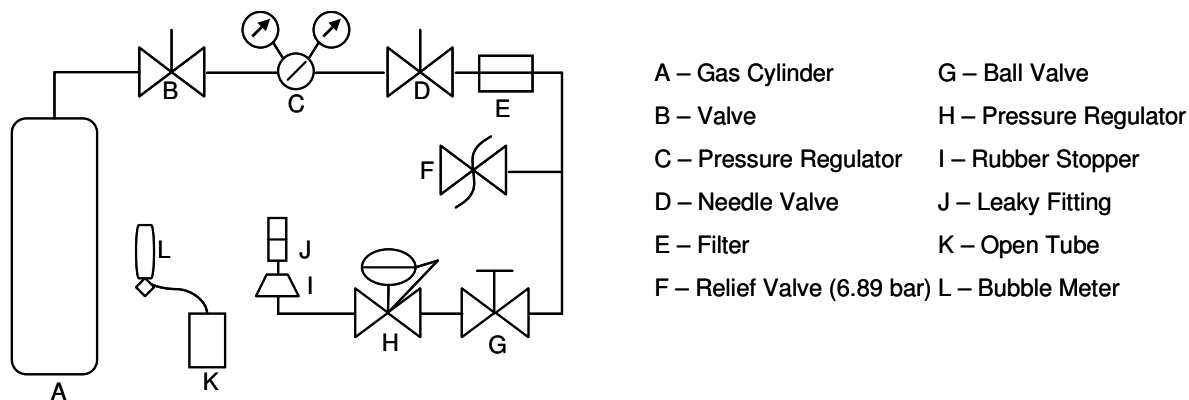 B
C
D
E
F
L
J
I
H
G
K
A
A – Gas Cylinder
B – Valve
C – Pressure Regulator
D – Needle Valve
E – Filter
F – Relief Valve (6.89 bar)
G – Ball Valve
H – Pressure Regulator
I – Rubber Stopper
J – Leaky Fitting
K – Open Tube
L – Bubble Meter